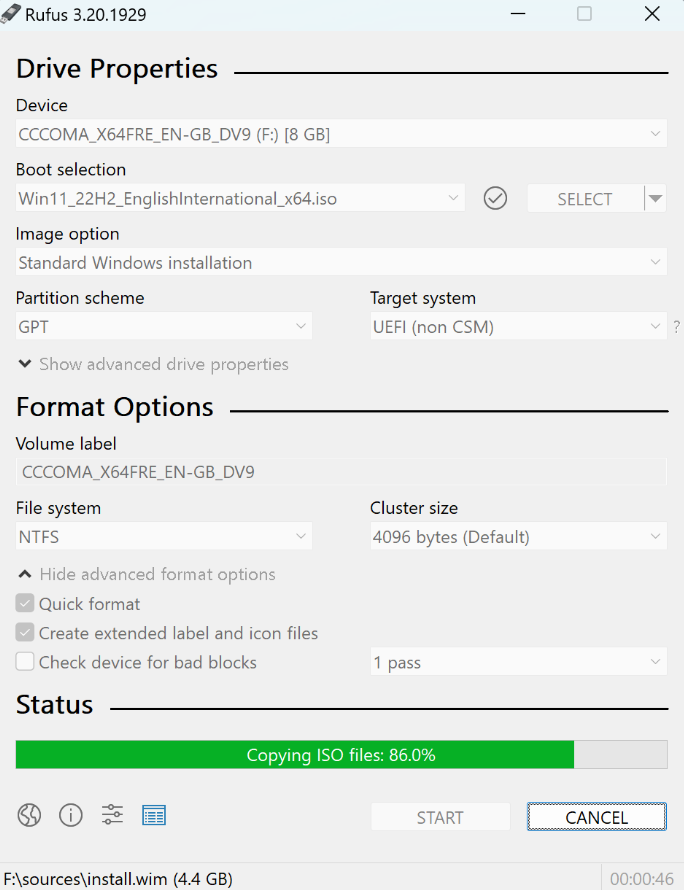 Rufus 3.20.1929
Drive Properties
Device
CCCOMA_X64FRE_EN-GB_DV9 (F:) [8 GB]
Boot selection
Win11_22H2_EnglishInternational_x64.iso
SELECT
Image option
Standard Windows installation
Partition scheme
Target system
GPT
UEFI (non CSM)
?
Show advanced drive properties
Format Options
Volume label
CCCOMA_X64FRE_EN-GB_DV9
File system
Cluster size
NTFS
4096 bytes (Default)
Hide advanced format options
Quick format
Create extended label and icon files
Check device for bad blocks
1 pass
Status
Copying ISO files: 86.0%
START
CANCEL
F:\sources\install.wim (4.4 GB)
00:00:46